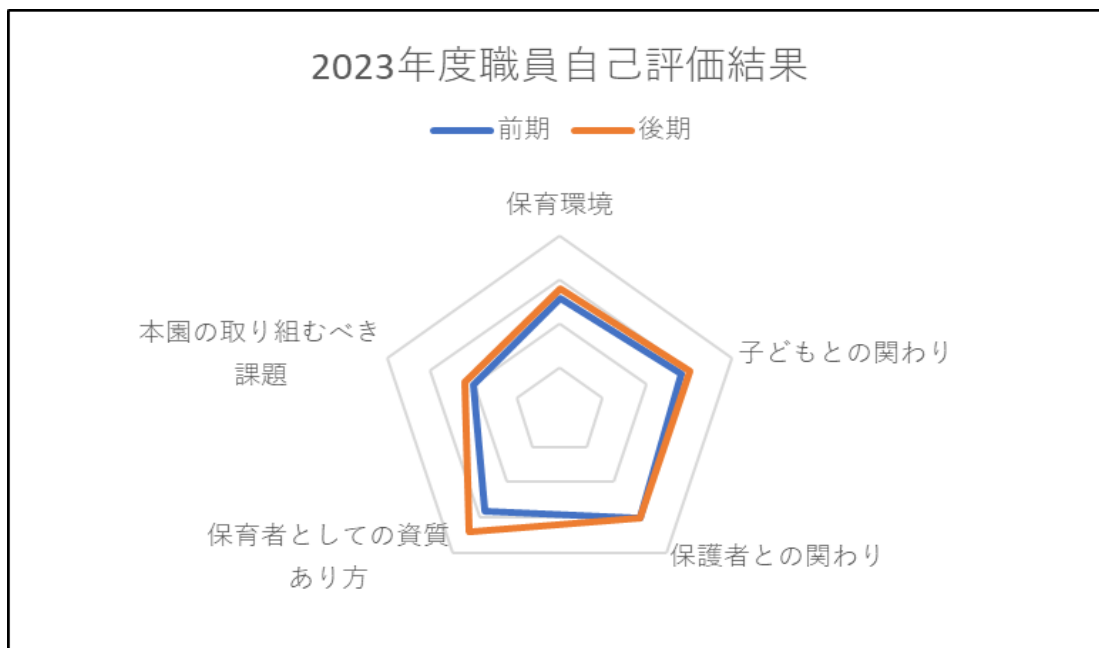 2023年度職員自己評価結果
前期 後期
保育環境
子どもとの関わり
保護者との関わり
保育者としての資質
あり方
本園の取り組むべき
課題